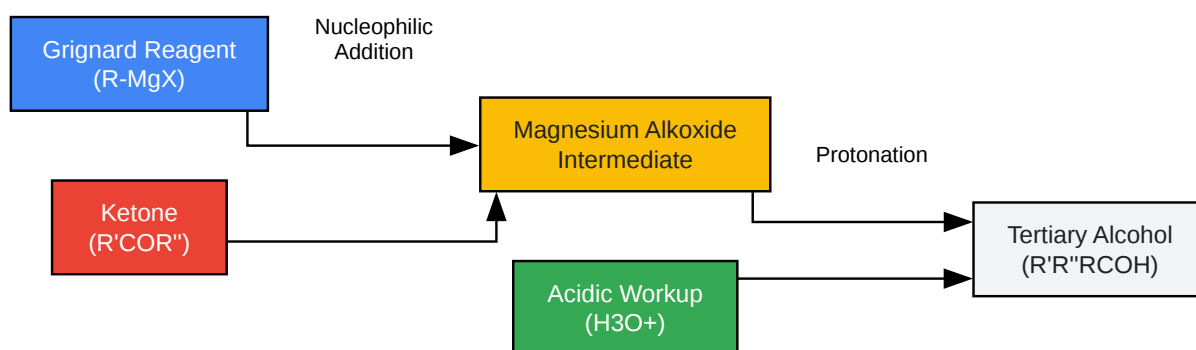 Grignard Reagent
(R-MgX)
Nucleophilic
Addition
Magnesium Alkoxide
Intermediate
Protonation
Ketone
(R'COR")
Tertiary Alcohol
(R'R"RCOH)
Acidic Workup
(H3O+)